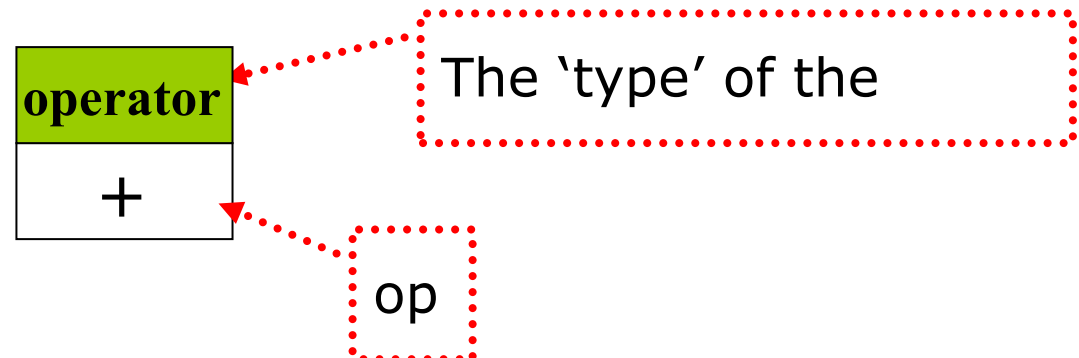 The ‘type’ of the
operator
+
op